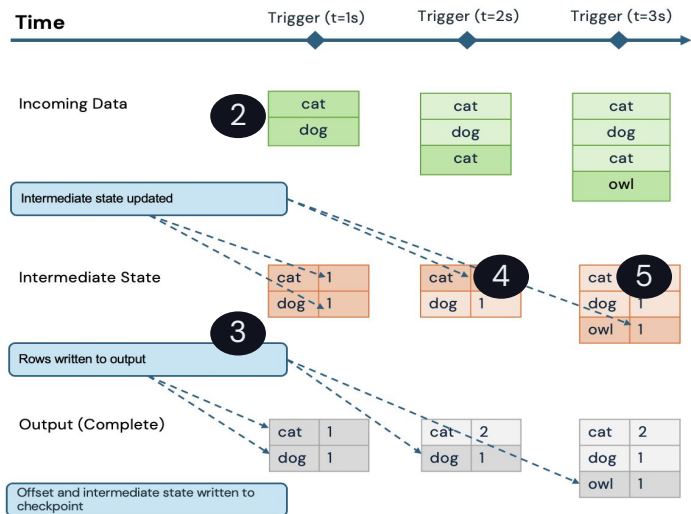 Time
Trigger (t=1s)
Trigger (t=2s)
Trigger (t=3s)
Incoming Data
2
cat
dog
cat
dog
cat
cat
dog
cat
owl
Intermediate state updated
Intermediate State
cat 1
dog 1
cat
4
dog 1
cat
5
dog 1
owl 1
3
Rows written to output
Output (Complete)
cat 1
dog 1
cat 2
dog 1
cat 2
dog 1
owl 1
Offset and intermediate state written to
checkpoint